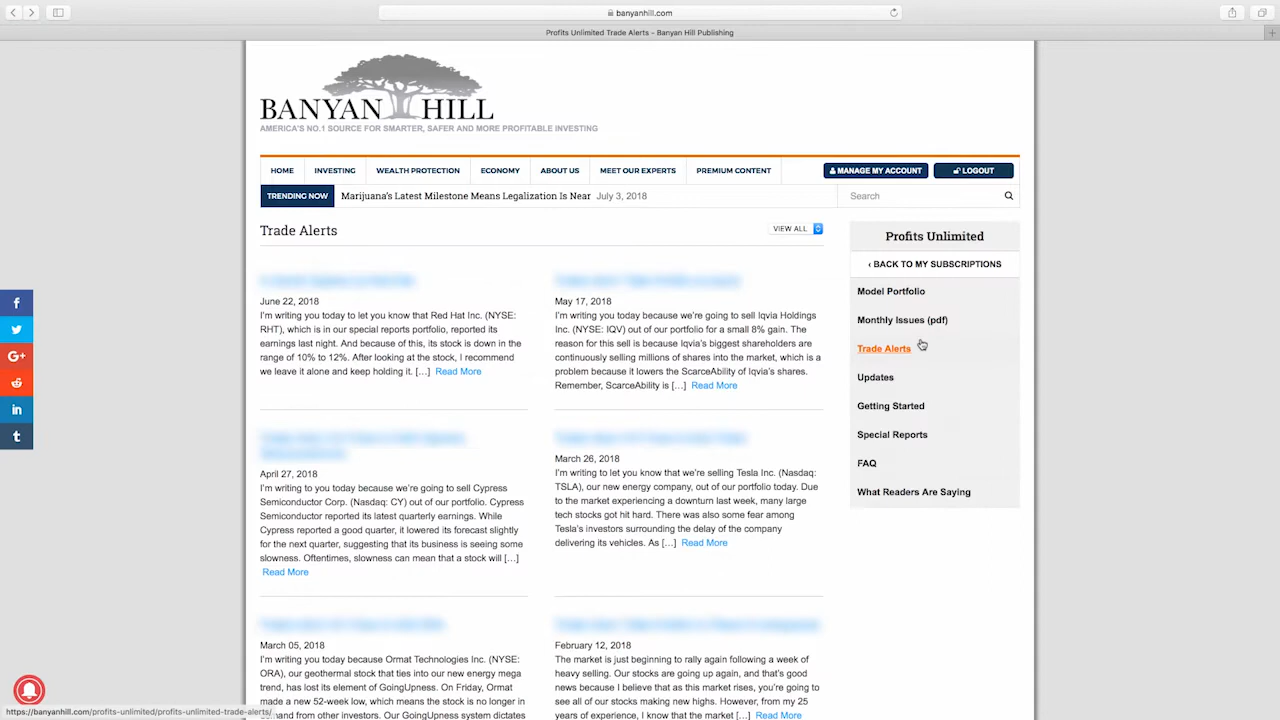 banyanhill.com
Profits Unlimited Trade Alerts – Banyan Hill Publishing
BANYAN HILL
AMERICA'S NO.1 SOURCE FOR SMARTER, SAFER AND MORE PROFITABLE INVESTING
HOME INVESTING WEALTH PROTECTION ECONOMY ABOUT US MEET OUR EXPERTS PREMIUM CONTENT MANAGE MY ACCOUNT LOGOUT
TRENDING NOW Marijuana's Latest Milestone Means Legalization Is Near July 3, 2018 Search
Trade Alerts VIEW ALL
June 22, 2018
I'm writing you today to let you know that Red Hat Inc. (NYSE:
RHT), which is in our special reports portfolio, reported its
earnings last night. And because of this, its stock is down in the
range of 10% to 12%. After looking at the stock, I recommend
we leave it alone and keep holding it. […] Read More
May 17, 2018
I'm writing you today because we're going to sell Iqvia Holdings
Inc. (NYSE: IQV) out of our portfolio for a small 8% gain. The
reason for this sell is because Iqvia's biggest shareholders are
continuously selling millions of shares into the market, which is a
problem because it lowers the ScarceAbility of Iqvia's shares.
Remember, ScarceAbility is […] Read More
April 27, 2018
I'm writing to you today because we're going to sell Cypress
Semiconductor Corp. (Nasdaq: CY) out of our portfolio. Cypress
Semiconductor reported its latest quarterly earnings. While
Cypress reported a good quarter, it lowered its forecast slightly
for the next quarter, suggesting that its business is seeing some
slowness. Oftentimes, slowness can mean that a stock will […]
Read More
March 26, 2018
I'm writing to let you know that we're selling Tesla Inc. (Nasdaq:
TSLA), our new energy company, out of our portfolio today. Due
to the market experiencing a downturn last week, many large
tech stocks got hit hard. There was also some fear among
Tesla's investors surrounding the delay of the company
delivering its vehicles. As […] Read More
March 05, 2018
I'm writing you today because Ormat Technologies Inc. (NYSE:
ORA), our geothermal stock that ties into our new energy mega
trend, has lost its element of GoingUpness. On Friday, Ormat
made a new 52-week low, which means the stock is no longer
in demand from other investors. Our GoingUpness system dictates
February 12, 2018
The market is just beginning to rally again following a week of
heavy selling. Our stocks are going up again, and that's good
news because I believe that as this market rises, you're going to
see all of our stocks making new highs. However, from my 25
years of experience, I know that the market […] Read More
Profits Unlimited
‹ BACK TO MY SUBSCRIPTIONS
Model Portfolio
Monthly Issues (pdf)
Trade Alerts
Updates
Getting Started
Special Reports
FAQ
What Readers Are Saying
https://banyanhill.com/profits-unlimited/profits-unlimited-trade-alerts/